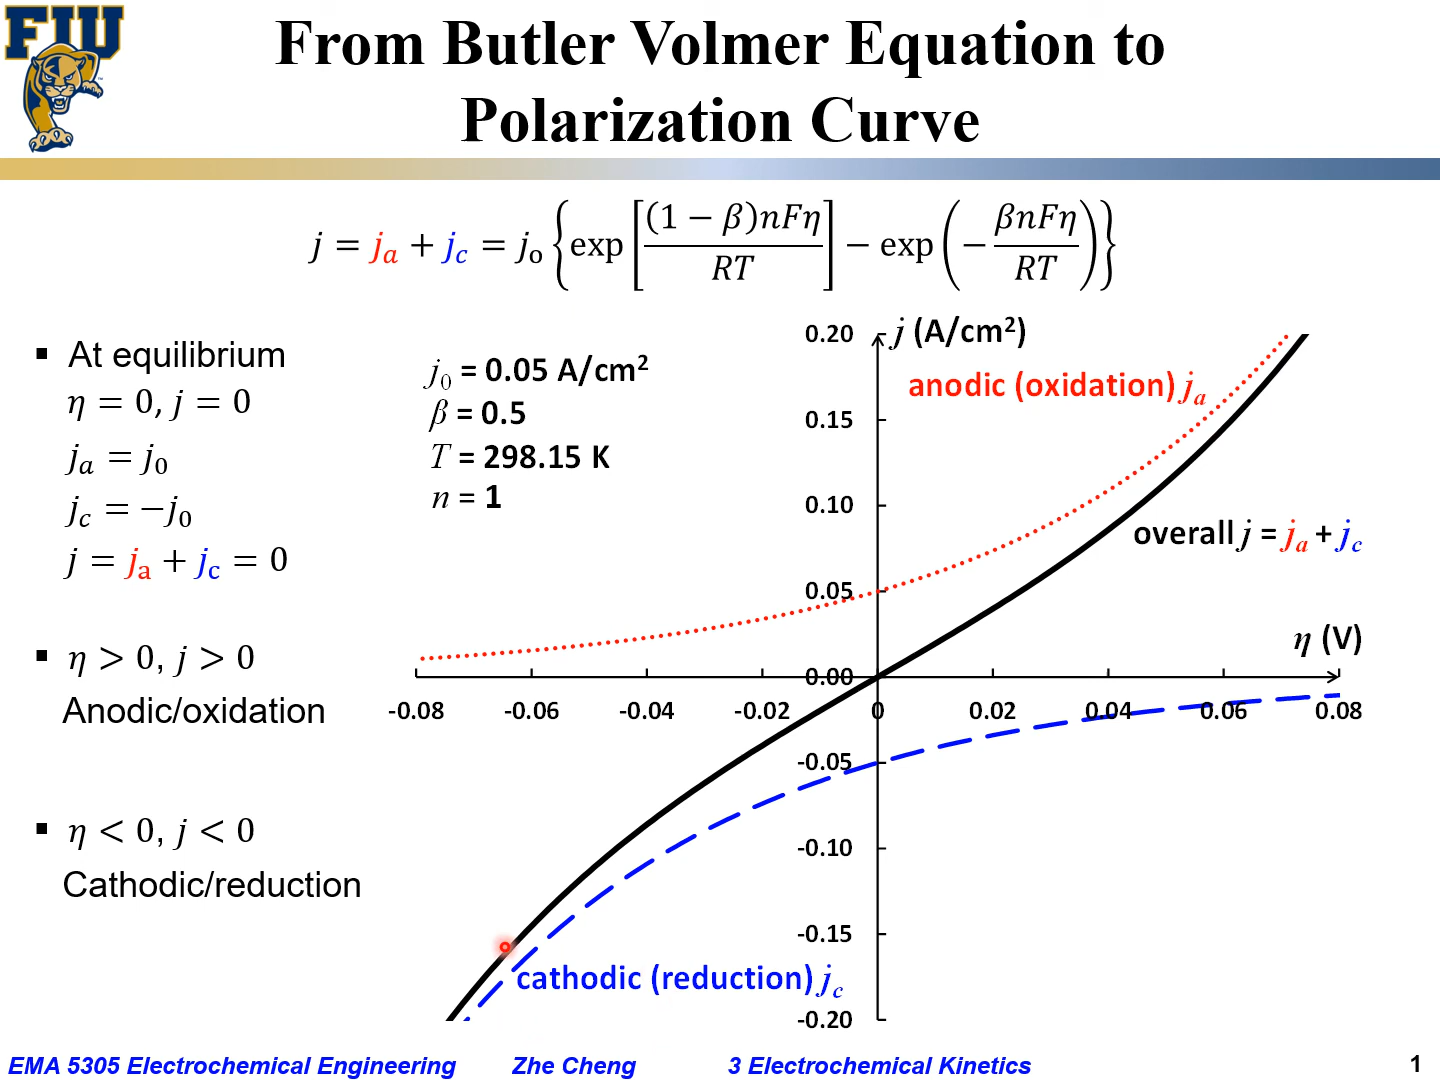 FIU
From Butler Volmer Equation to
Polarization Curve
j = jₐ + j_c = j₀ {exp [(1 − β)nFη / RT] − exp (− βnFη / RT)}
▪ At equilibrium
η = 0, j = 0
jₐ = j₀
j_c = −j₀
j = jₐ + j_c = 0
▪ η > 0, j > 0
Anodic/oxidation
▪ η < 0, j < 0
Cathodic/reduction
j₀ = 0.05 A/cm²
β = 0.5
T = 298.15 K
n = 1
j (A/cm²)
0.20
anodic (oxidation) jₐ
0.15
0.10
overall j = jₐ + j_c
0.05
η (V)
0.00
-0.08 -0.06 -0.04 -0.02 0 0.02 0.04 0.06 0.08
-0.05
-0.10
-0.15
cathodic (reduction) j_c
-0.20
EMA 5305 Electrochemical Engineering Zhe Cheng 3 Electrochemical Kinetics 1